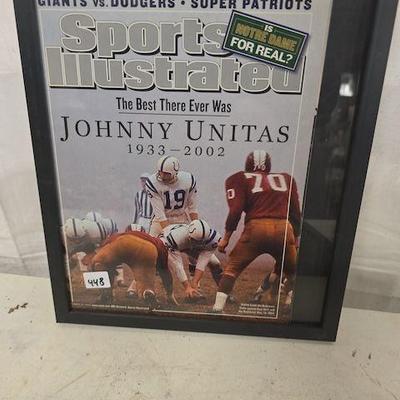 GIANTS VS. DODGERS • SUPER PATRIOTS
Sports
Illustrated
IS
NOTRE DAME
FOR REAL?
The Best There Ever Was
JOHNNY UNITAS
1933–2002
19
70
448